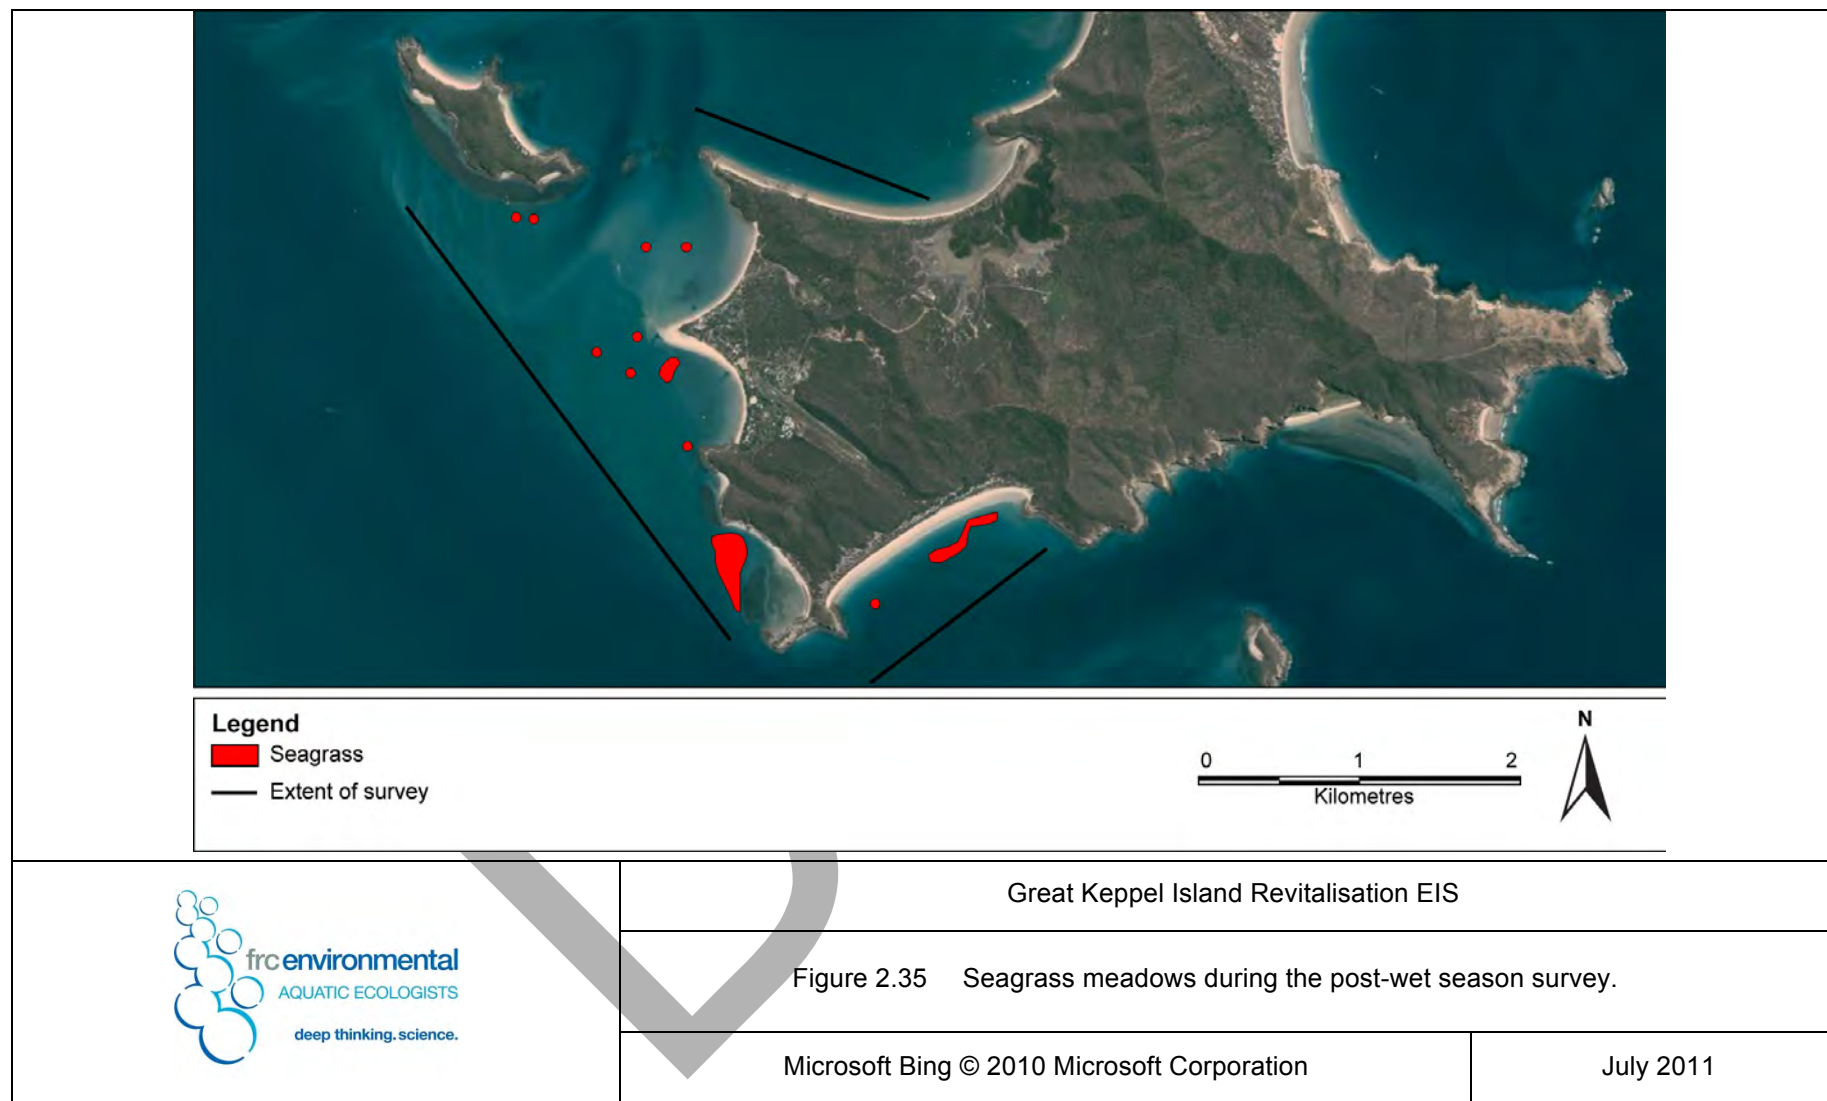 Legend
Seagrass
Extent of survey
0 1 2
Kilometres
N
frc environmental
AQUATIC ECOLOGISTS
deep thinking. science.
Great Keppel Island Revitalisation EIS
Figure 2.35 Seagrass meadows during the post-wet season survey.
Microsoft Bing © 2010 Microsoft Corporation
July 2011